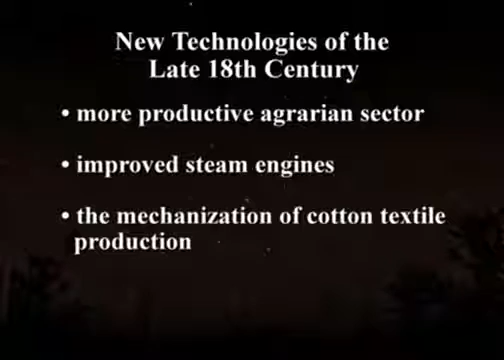 New Technologies of the
Late 18th Century
• more productive agrarian sector
• improved steam engines
• the mechanization of cotton textile
production